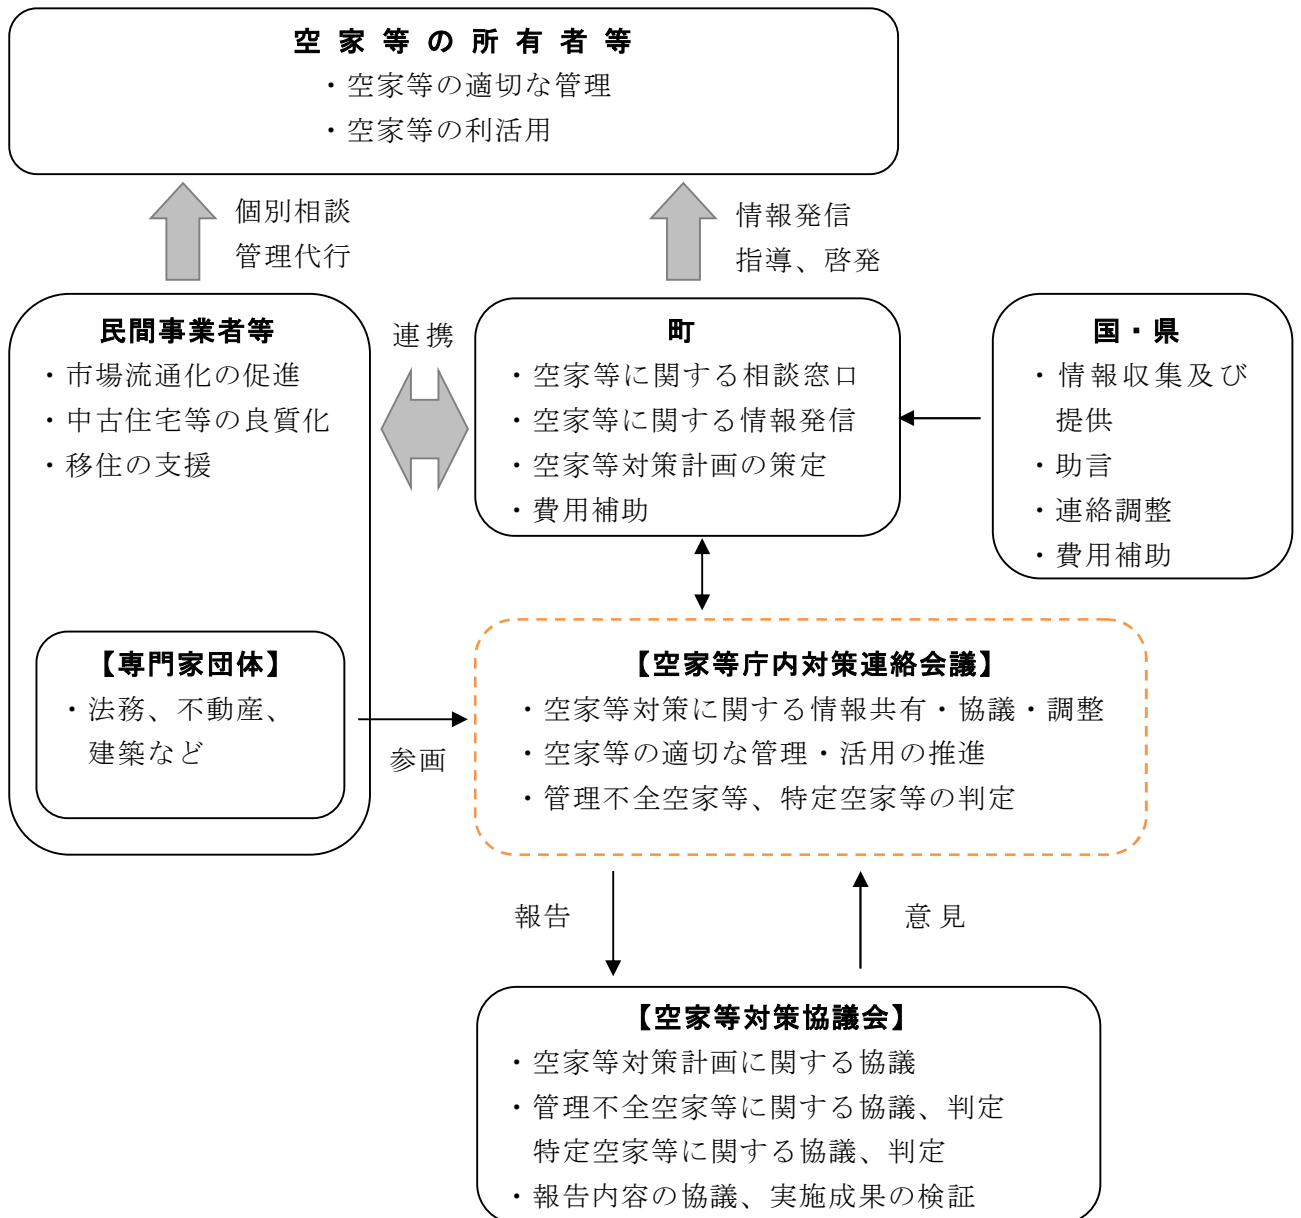 空家等の所有者等
・空家等の適切な管理
・空家等の利活用
個別相談
管理代行
情報発信
指導、啓発
民間事業者等
・市場流通化の促進
・中古住宅等の良質化
・移住の支援
連携
町
・空家等に関する相談窓口
・空家等に関する情報発信
・空家等対策計画の策定
・費用補助
国・県
・情報収集及び
提供
・助言
・連絡調整
・費用補助
【専門家団体】
・法務、不動産、
建築など
参画
【空家等庁内対策連絡会議】
・空家等対策に関する情報共有・協議・調整
・空家等の適切な管理・活用の推進
・管理不全空家等、特定空家等の判定
報告
意見
【空家等対策協議会】
・空家等対策計画に関する協議
・管理不全空家等に関する協議、判定
特定空家等に関する協議、判定
・報告内容の協議、実施成果の検証